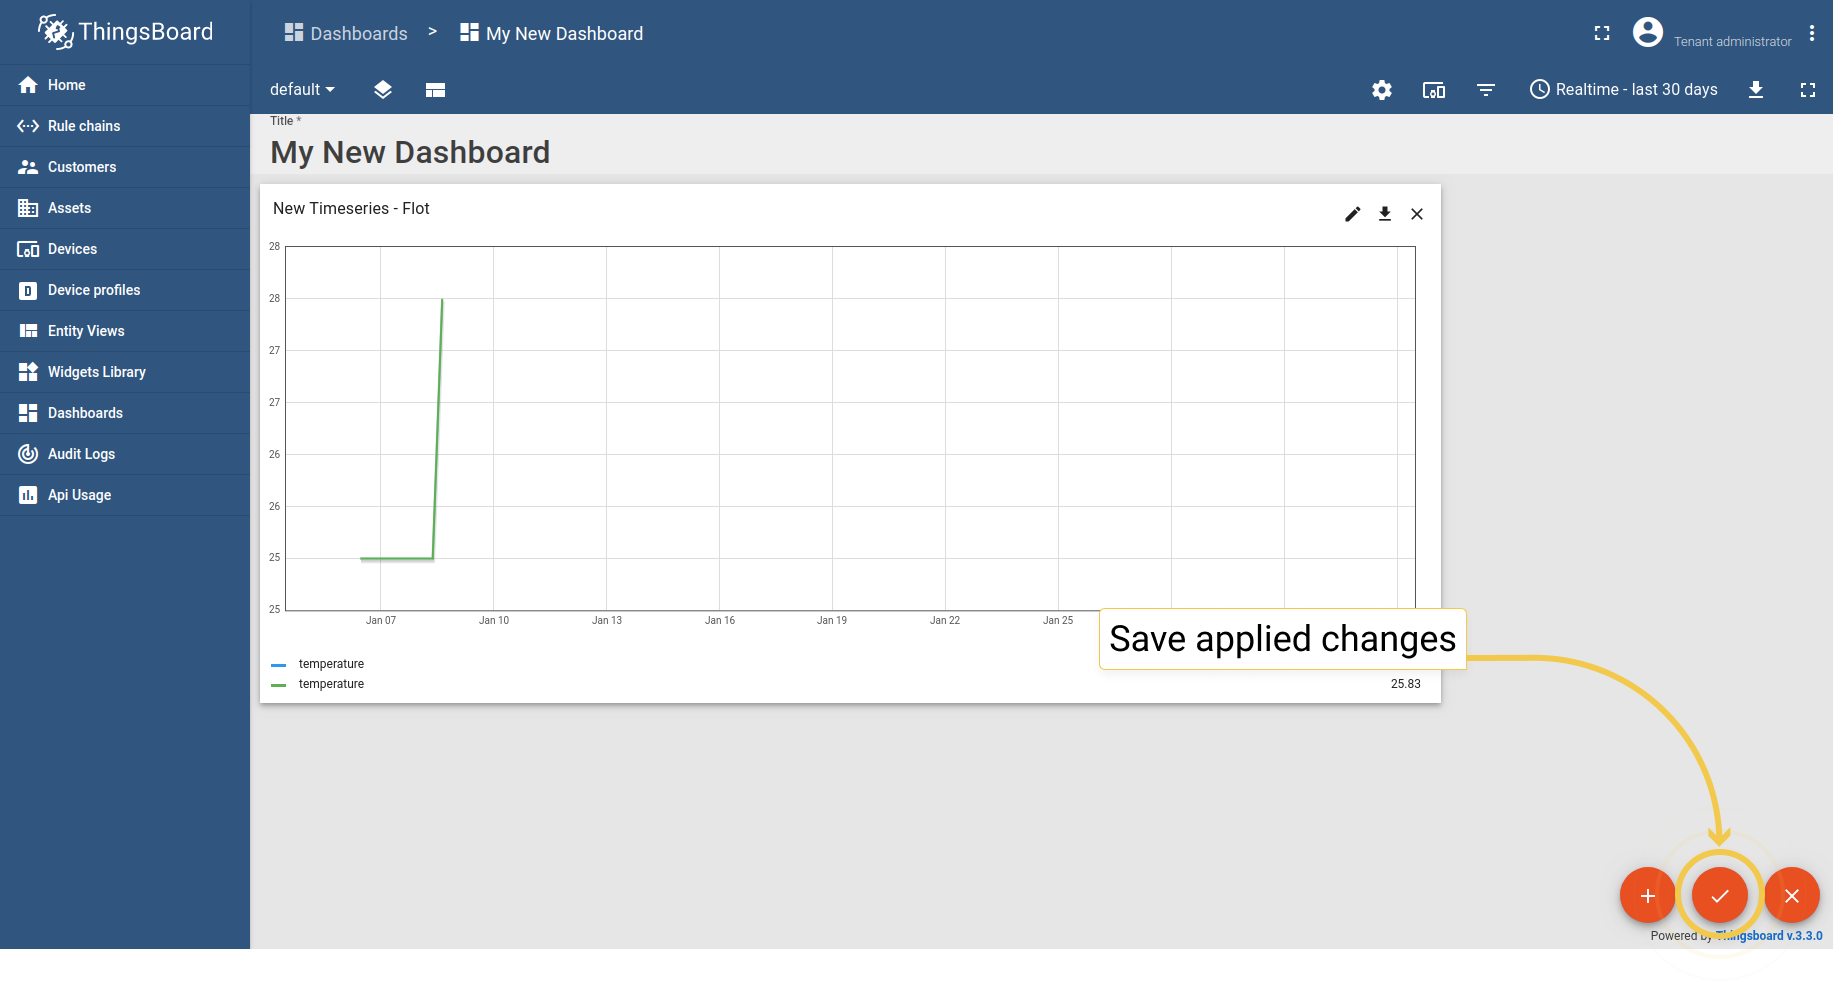 ThingsBoard
Dashboards > My New Dashboard
Tenant administrator
Home
Rule chains
Customers
Assets
Devices
Device profiles
Entity Views
Widgets Library
Dashboards
Audit Logs
Api Usage
default
Realtime - last 30 days
Title *
My New Dashboard
New Timeseries - Flot
28
28
27
27
26
26
25
25
Jan 07 Jan 10 Jan 13 Jan 16 Jan 19 Jan 22 Jan 25
Save applied changes
temperature
temperature 25.83
Powered by Thingsboard v.3.3.0